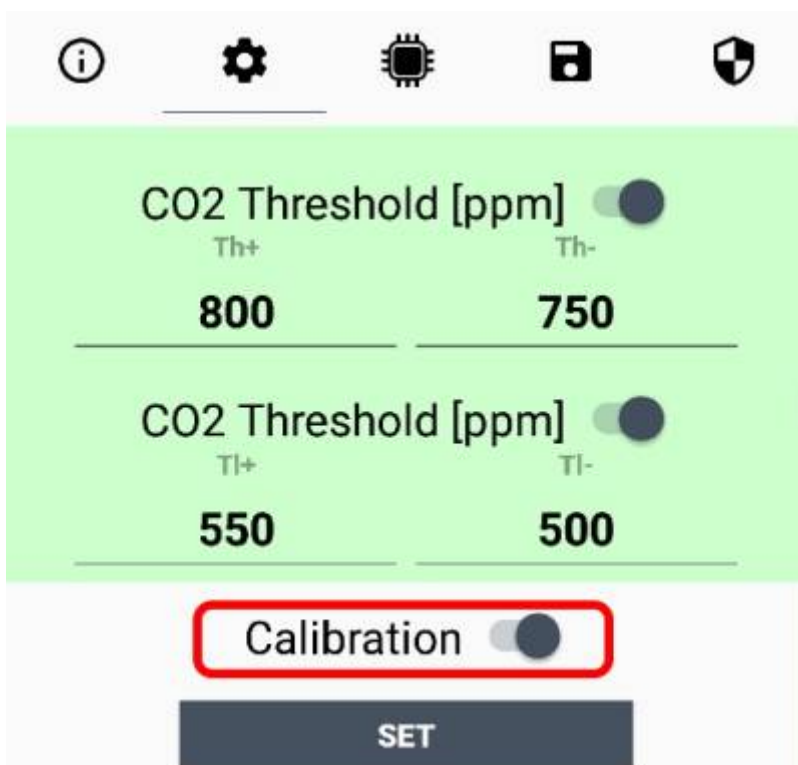 CO2 Threshold [ppm]
Th+ Th-
800 750
CO2 Threshold [ppm]
Tl+ Tl-
550 500
Calibration
SET